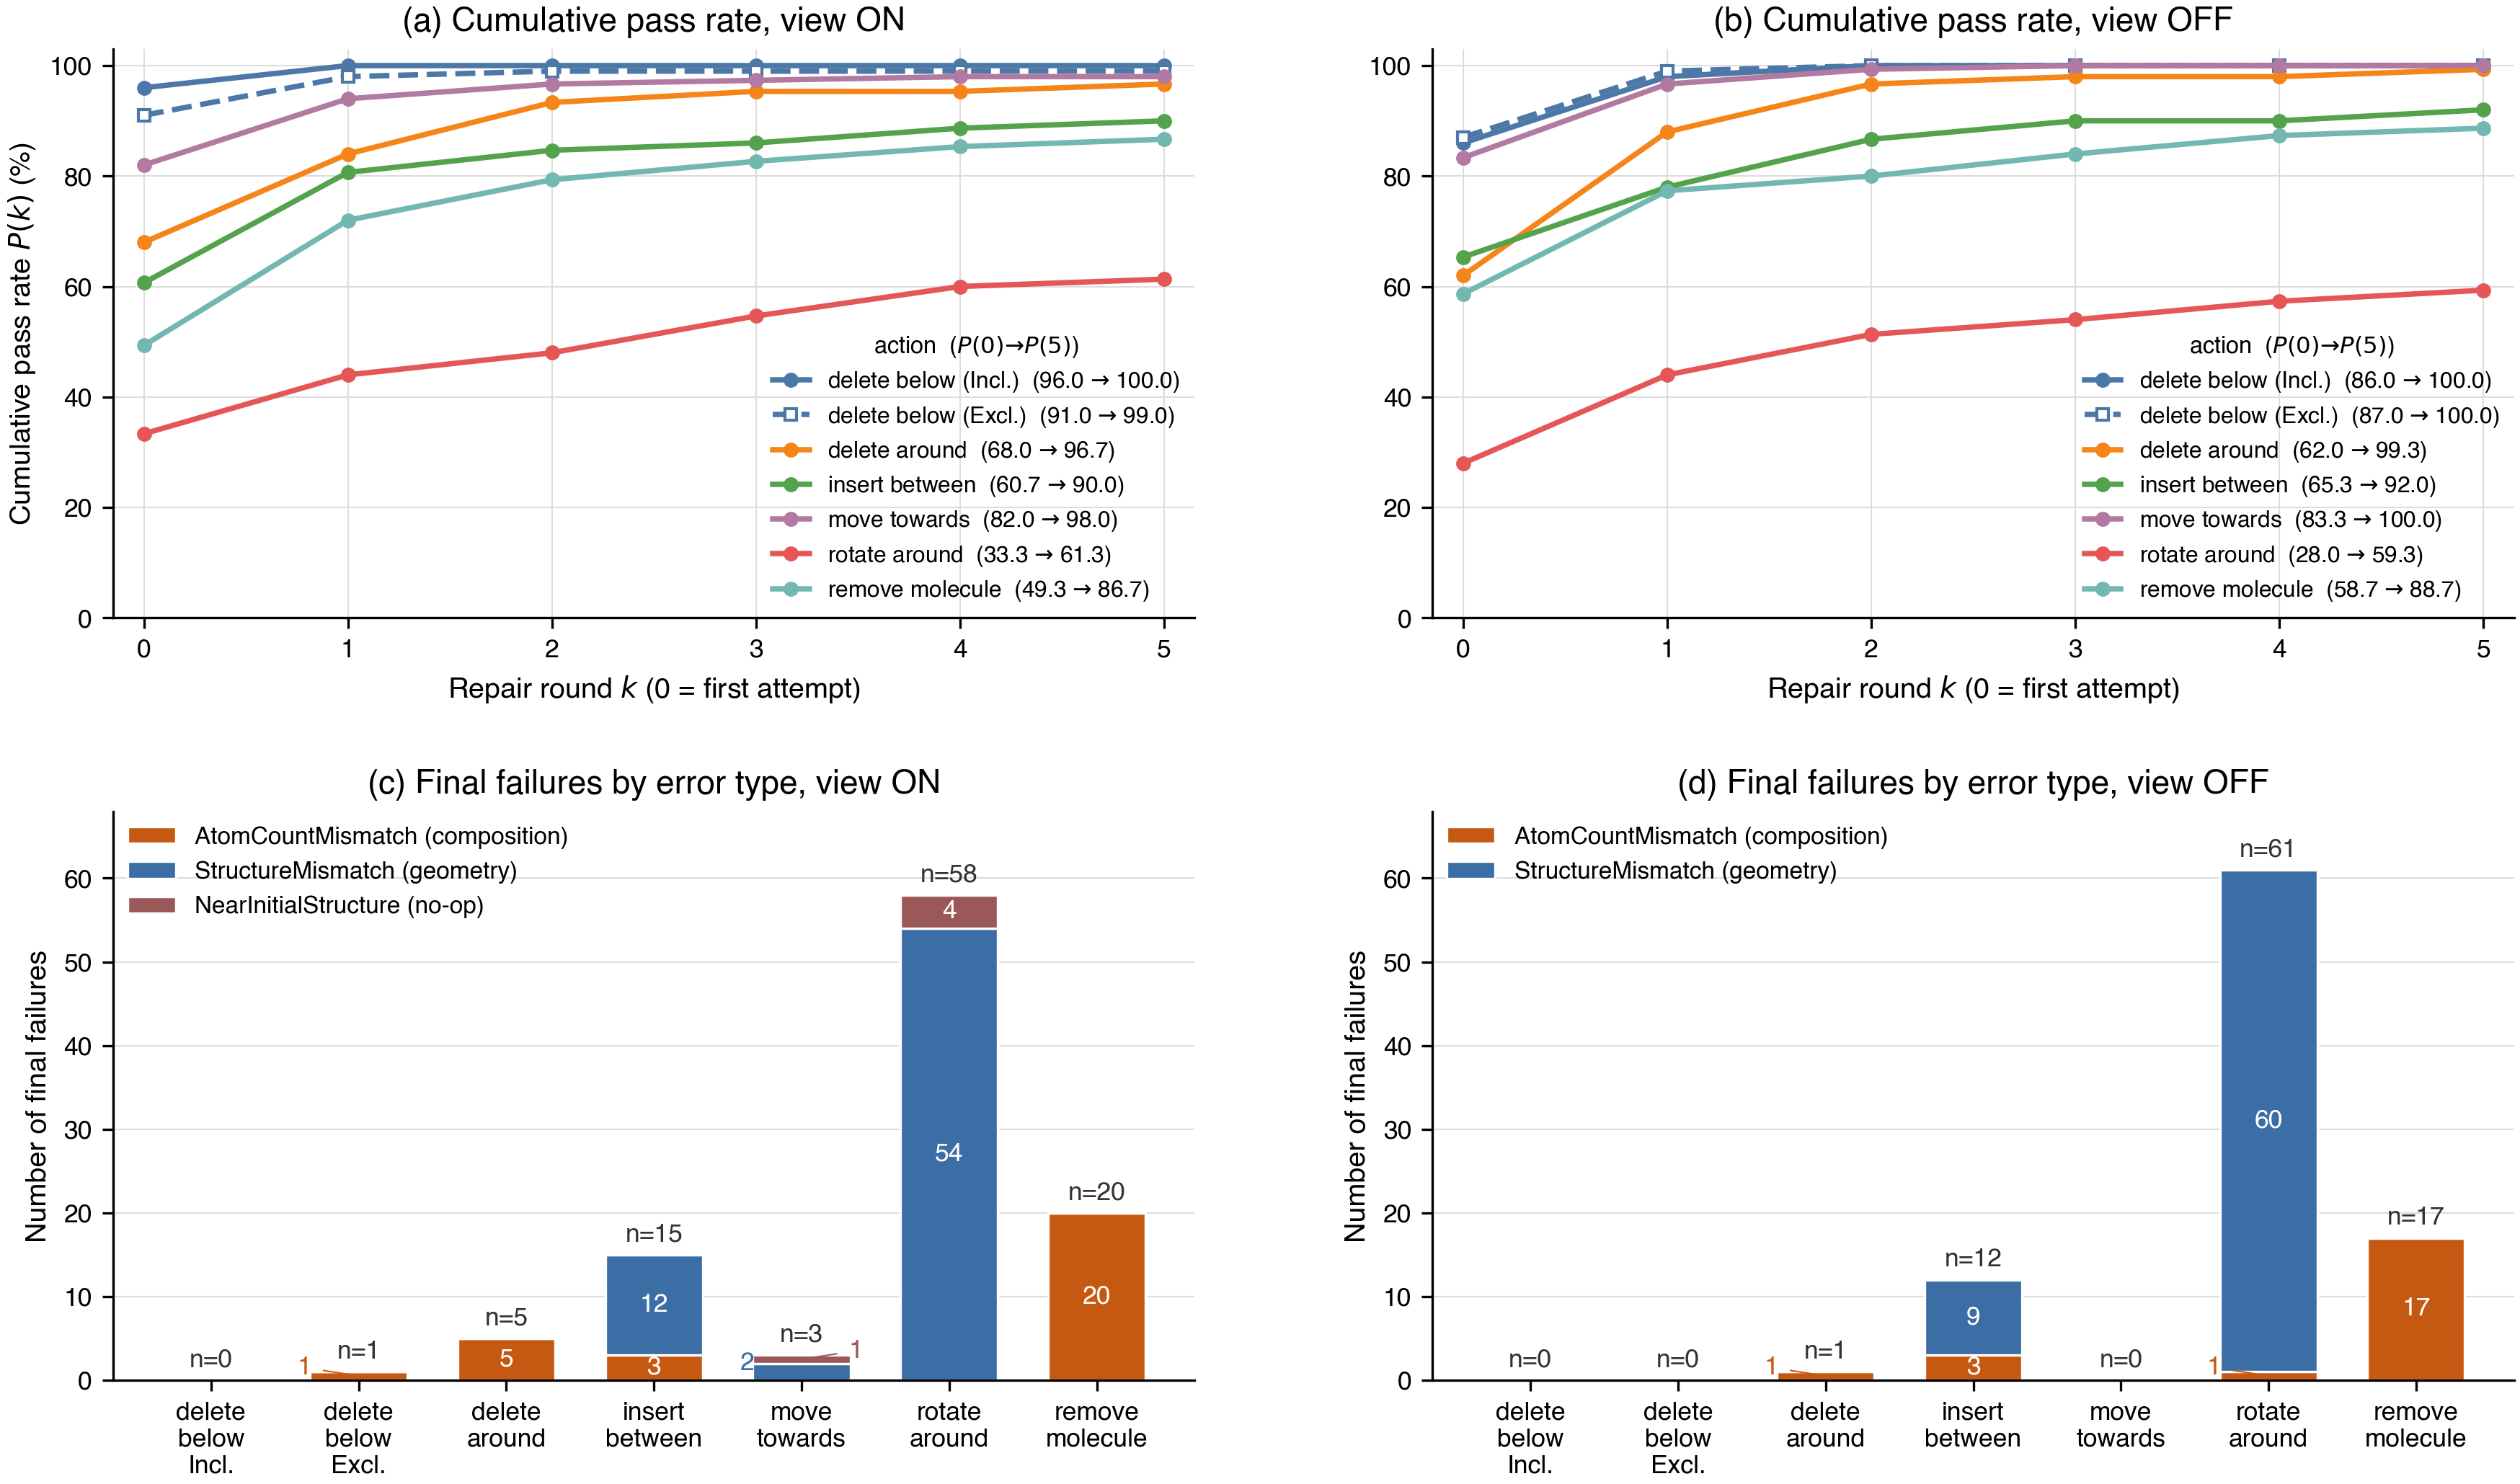 (a) Cumulative pass rate, view ON
Cumulative pass rate P(k) (%)
100
80
60
40
20
0
0 1 2 3 4 5
Repair round k (0 = first attempt)
action (P(0)→P(5))
delete below (Incl.) (96.0 → 100.0)
delete below (Excl.) (91.0 → 99.0)
delete around (68.0 → 96.7)
insert between (60.7 → 90.0)
move towards (82.0 → 98.0)
rotate around (33.3 → 61.3)
remove molecule (49.3 → 86.7)
(b) Cumulative pass rate, view OFF
100
80
60
40
20
0
0 1 2 3 4 5
Repair round k (0 = first attempt)
action (P(0)→P(5))
delete below (Incl.) (86.0 → 100.0)
delete below (Excl.) (87.0 → 100.0)
delete around (62.0 → 99.3)
insert between (65.3 → 92.0)
move towards (83.3 → 100.0)
rotate around (28.0 → 59.3)
remove molecule (58.7 → 88.7)
(c) Final failures by error type, view ON
AtomCountMismatch (composition)
StructureMismatch (geometry)
NearInitialStructure (no-op)
Number of final failures
60
50
40
30
20
10
0
n=0
n=1
1
n=5
5
n=15
12
3
n=3
1
2
n=58
4
54
n=20
20
delete below Incl.
delete below Excl.
delete around
insert between
move towards
rotate around
remove molecule
(d) Final failures by error type, view OFF
AtomCountMismatch (composition)
StructureMismatch (geometry)
Number of final failures
60
50
40
30
20
10
0
n=0
n=0
n=1
1
n=12
9
3
n=0
n=61
60
1
n=17
17
delete below Incl.
delete below Excl.
delete around
insert between
move towards
rotate around
remove molecule